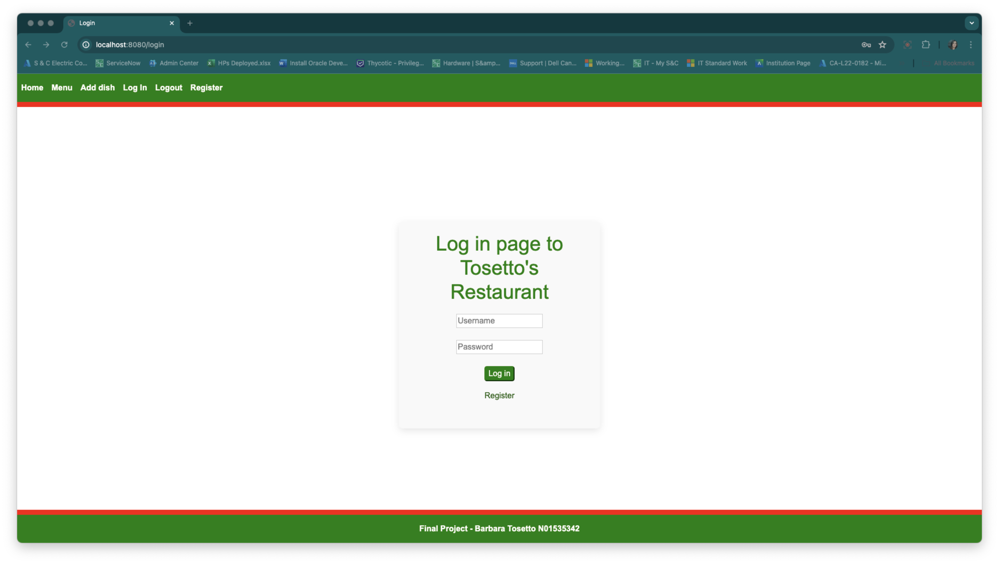 Login
localhost:8080/login
S & C Electric Co... ServiceNow Admin Center HPs Deployed.xlsx Install Oracle Deve... Thycotic - Privileg... Hardware | S&amp... Support | Dell Can... Working... IT - My S&C IT Standard Work Institution Page CA-L22-0182 - Mi... All Bookmarks
Home Menu Add dish Log In Logout Register
Log in page to
Tosetto's
Restaurant
Username
Password
Log in
Register
Final Project - Barbara Tosetto N01535342